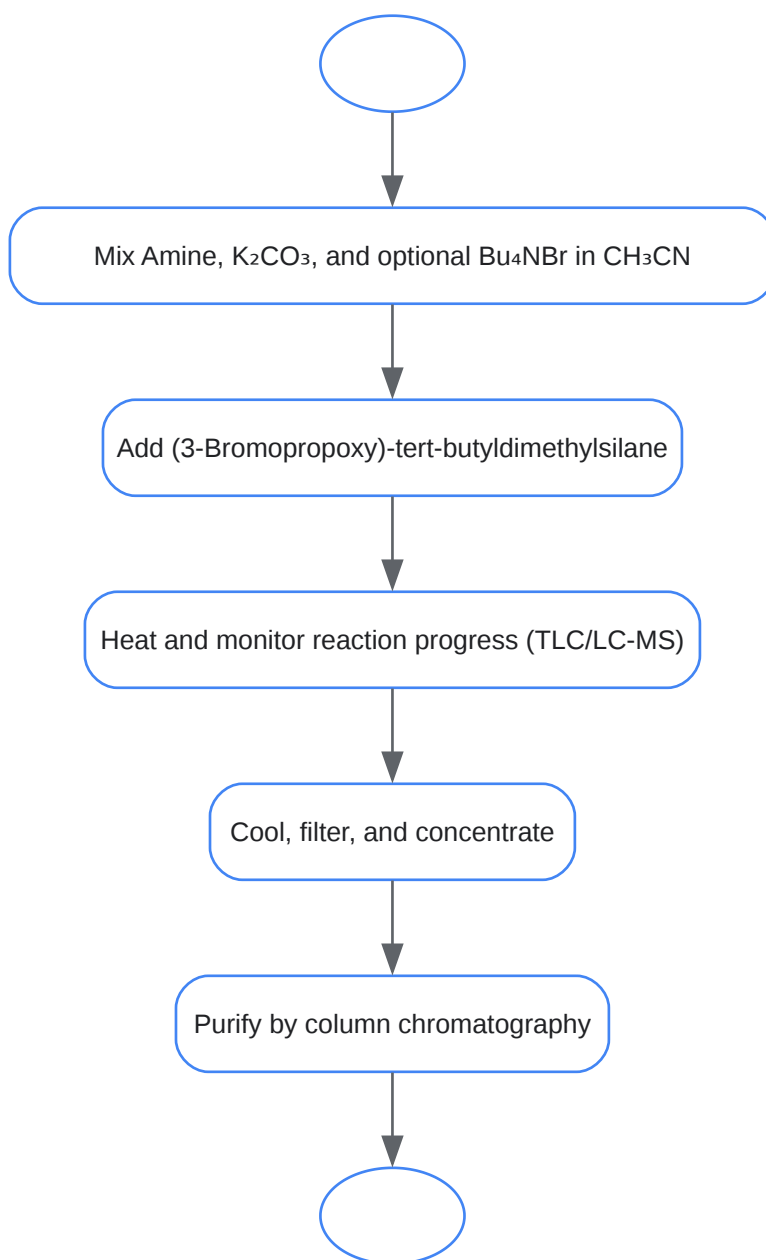 Mix Amine, K₂CO₃, and optional Bu₄NBr in CH₃CN
Add (3-Bromopropoxy)-tert-butyldimethylsilane
Heat and monitor reaction progress (TLC/LC-MS)
Cool, filter, and concentrate
Purify by column chromatography